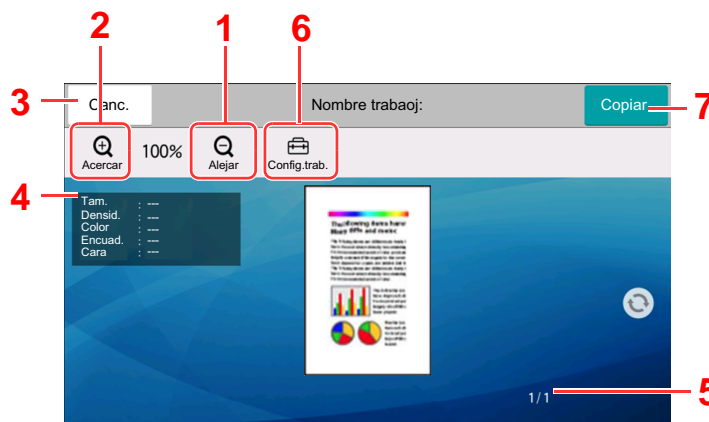 2 1 6
3 Canc. Nombre trabaoj: Copiar 7
Acercar 100% Alejar Config.trab.
4
Tam. : ---
Densid. : ---
Color : ---
Encuad. : ---
Cara : ---
1/1 5